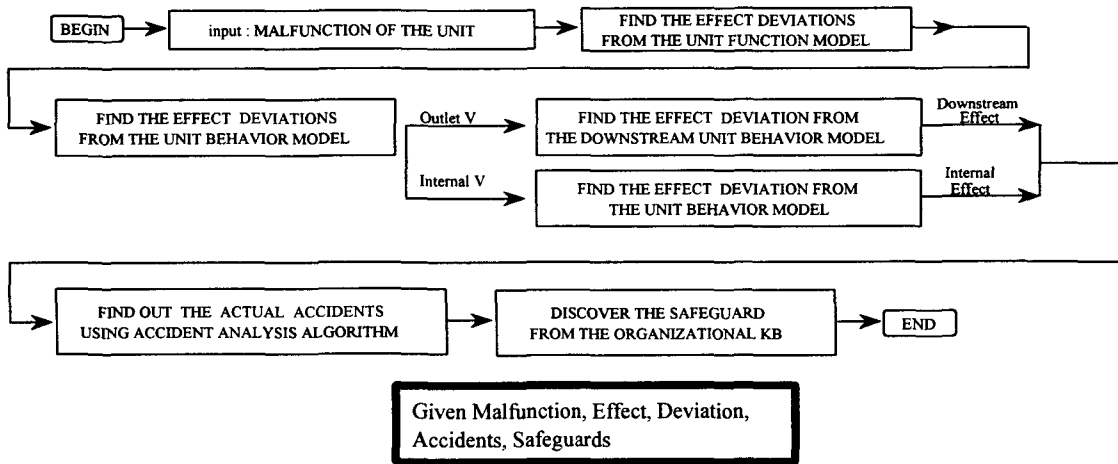 BEGIN
input : MALFUNCTION OF THE UNIT
FIND THE EFFECT DEVIATIONS
FROM THE UNIT FUNCTION MODEL
FIND THE EFFECT DEVIATIONS
FROM THE UNIT BEHAVIOR MODEL
Outlet V
FIND THE EFFECT DEVIATION FROM
THE DOWNSTREAM UNIT BEHAVIOR MODEL
Downstream
Effect
Internal V
FIND THE EFFECT DEVIATION FROM
THE UNIT BEHAVIOR MODEL
Internal
Effect
FIND OUT THE ACTUAL ACCIDENTS
USING ACCIDENT ANALYSIS ALGORITHM
DISCOVER THE SAFEGUARD
FROM THE ORGANIZATIONAL KB
END
Given Malfunction, Effect, Deviation,
Accidents, Safeguards